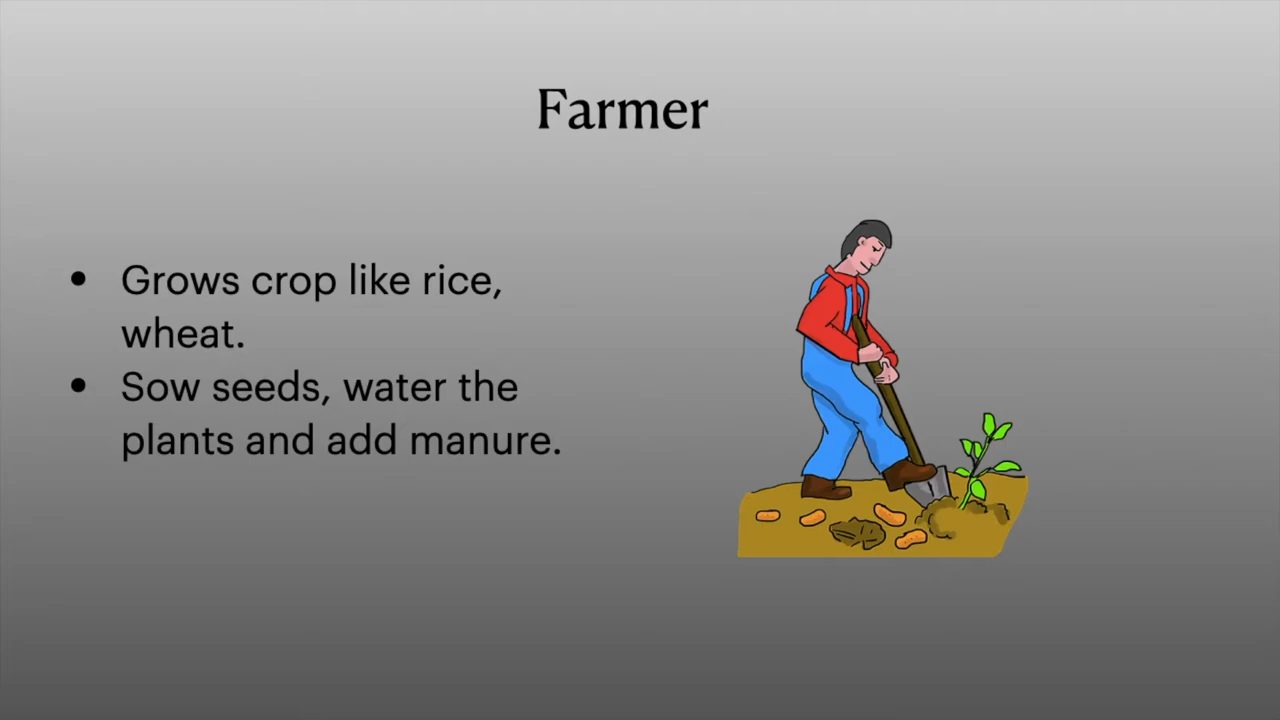 Farmer
• Grows crop like rice,
wheat.
• Sow seeds, water the
plants and add manure.